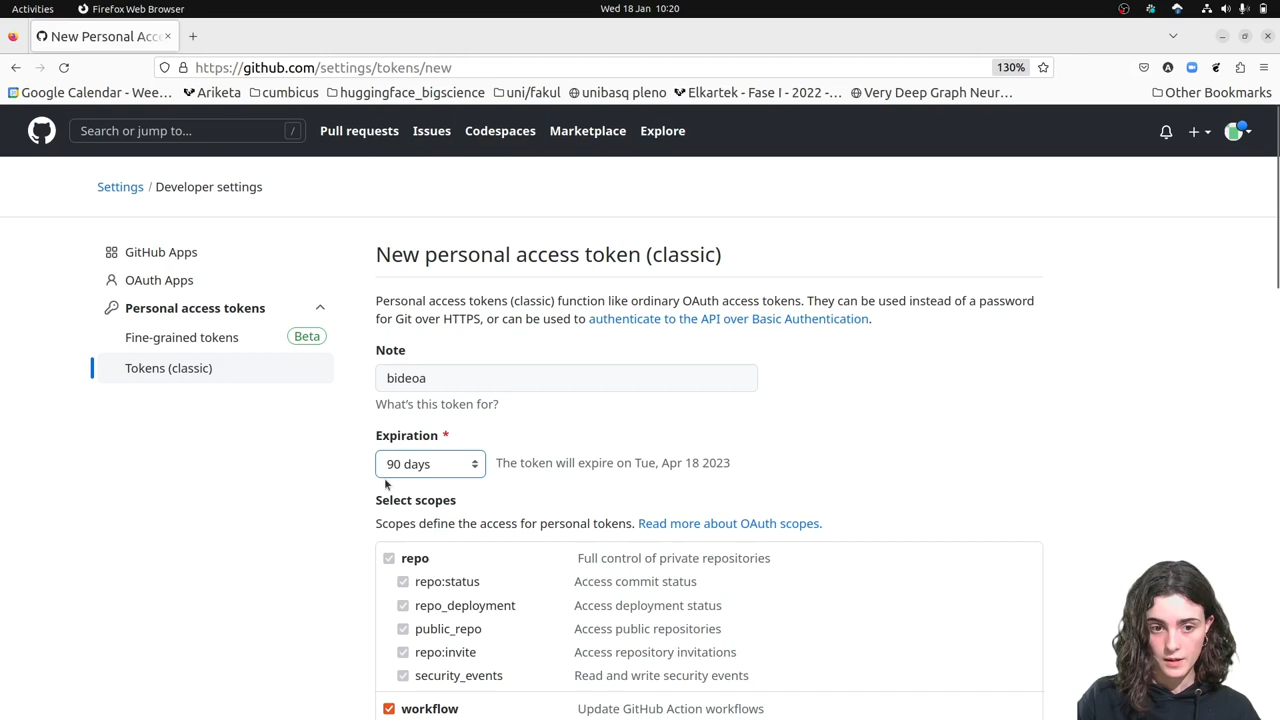 Activities Firefox Web Browser Wed 18 Jan 10:20
New Personal Acc
https://github.com/settings/tokens/new 130%
Google Calendar - Wee… Ariketa cumbicus huggingface_bigscience uni/fakul unibasq pleno Elkartek - Fase I - 2022 -… Very Deep Graph Neur… Other Bookmarks
Search or jump to... / Pull requests Issues Codespaces Marketplace Explore
Settings / Developer settings
GitHub Apps
OAuth Apps
Personal access tokens
Fine-grained tokens Beta
Tokens (classic)
New personal access token (classic)
Personal access tokens (classic) function like ordinary OAuth access tokens. They can be used instead of a password
for Git over HTTPS, or can be used to authenticate to the API over Basic Authentication.
Note
bideoa
What's this token for?
Expiration *
90 days The token will expire on Tue, Apr 18 2023
Select scopes
Scopes define the access for personal tokens. Read more about OAuth scopes.
repo Full control of private repositories
repo:status Access commit status
repo_deployment Access deployment status
public_repo Access public repositories
repo:invite Access repository invitations
security_events Read and write security events
workflow Update GitHub Action workflows